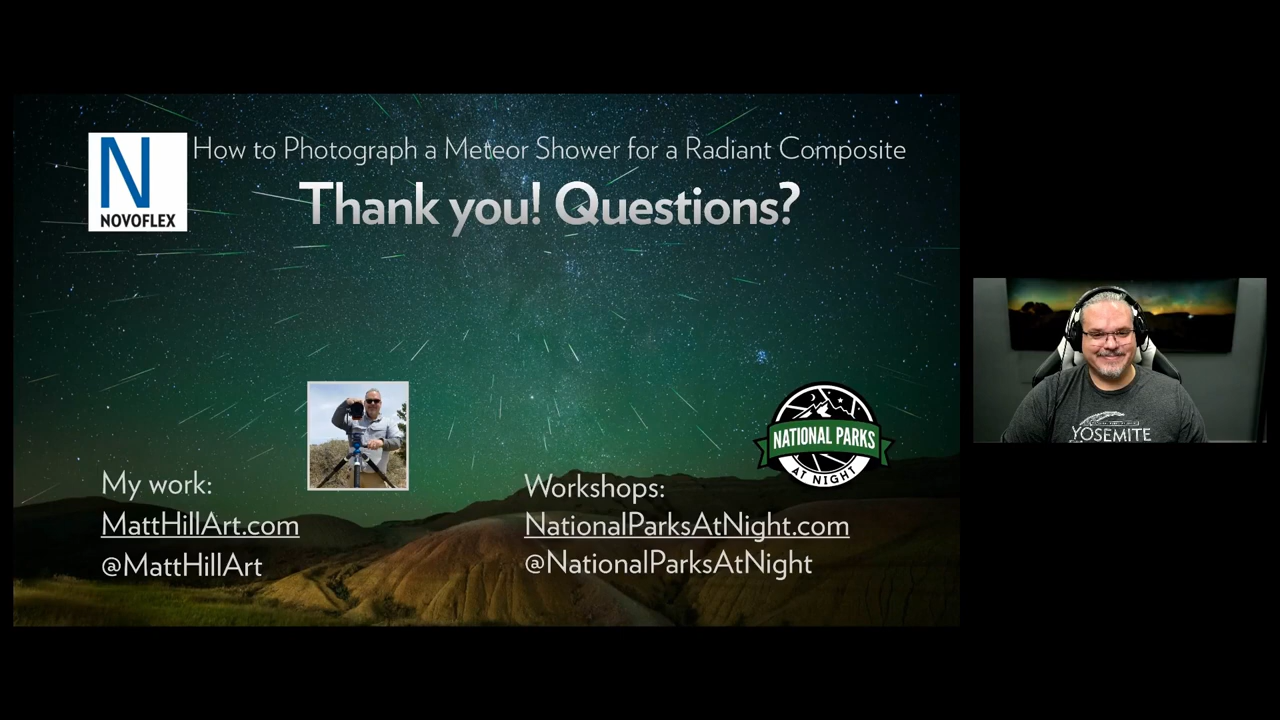 N
NOVOFLEX
How to Photograph a Meteor Shower for a Radiant Composite
Thank you! Questions?
NATIONAL PARKS
AT NIGHT
My work:
MattHillArt.com
@MattHillArt
Workshops:
NationalParksAtNight.com
@NationalParksAtNight
YOSEMITE